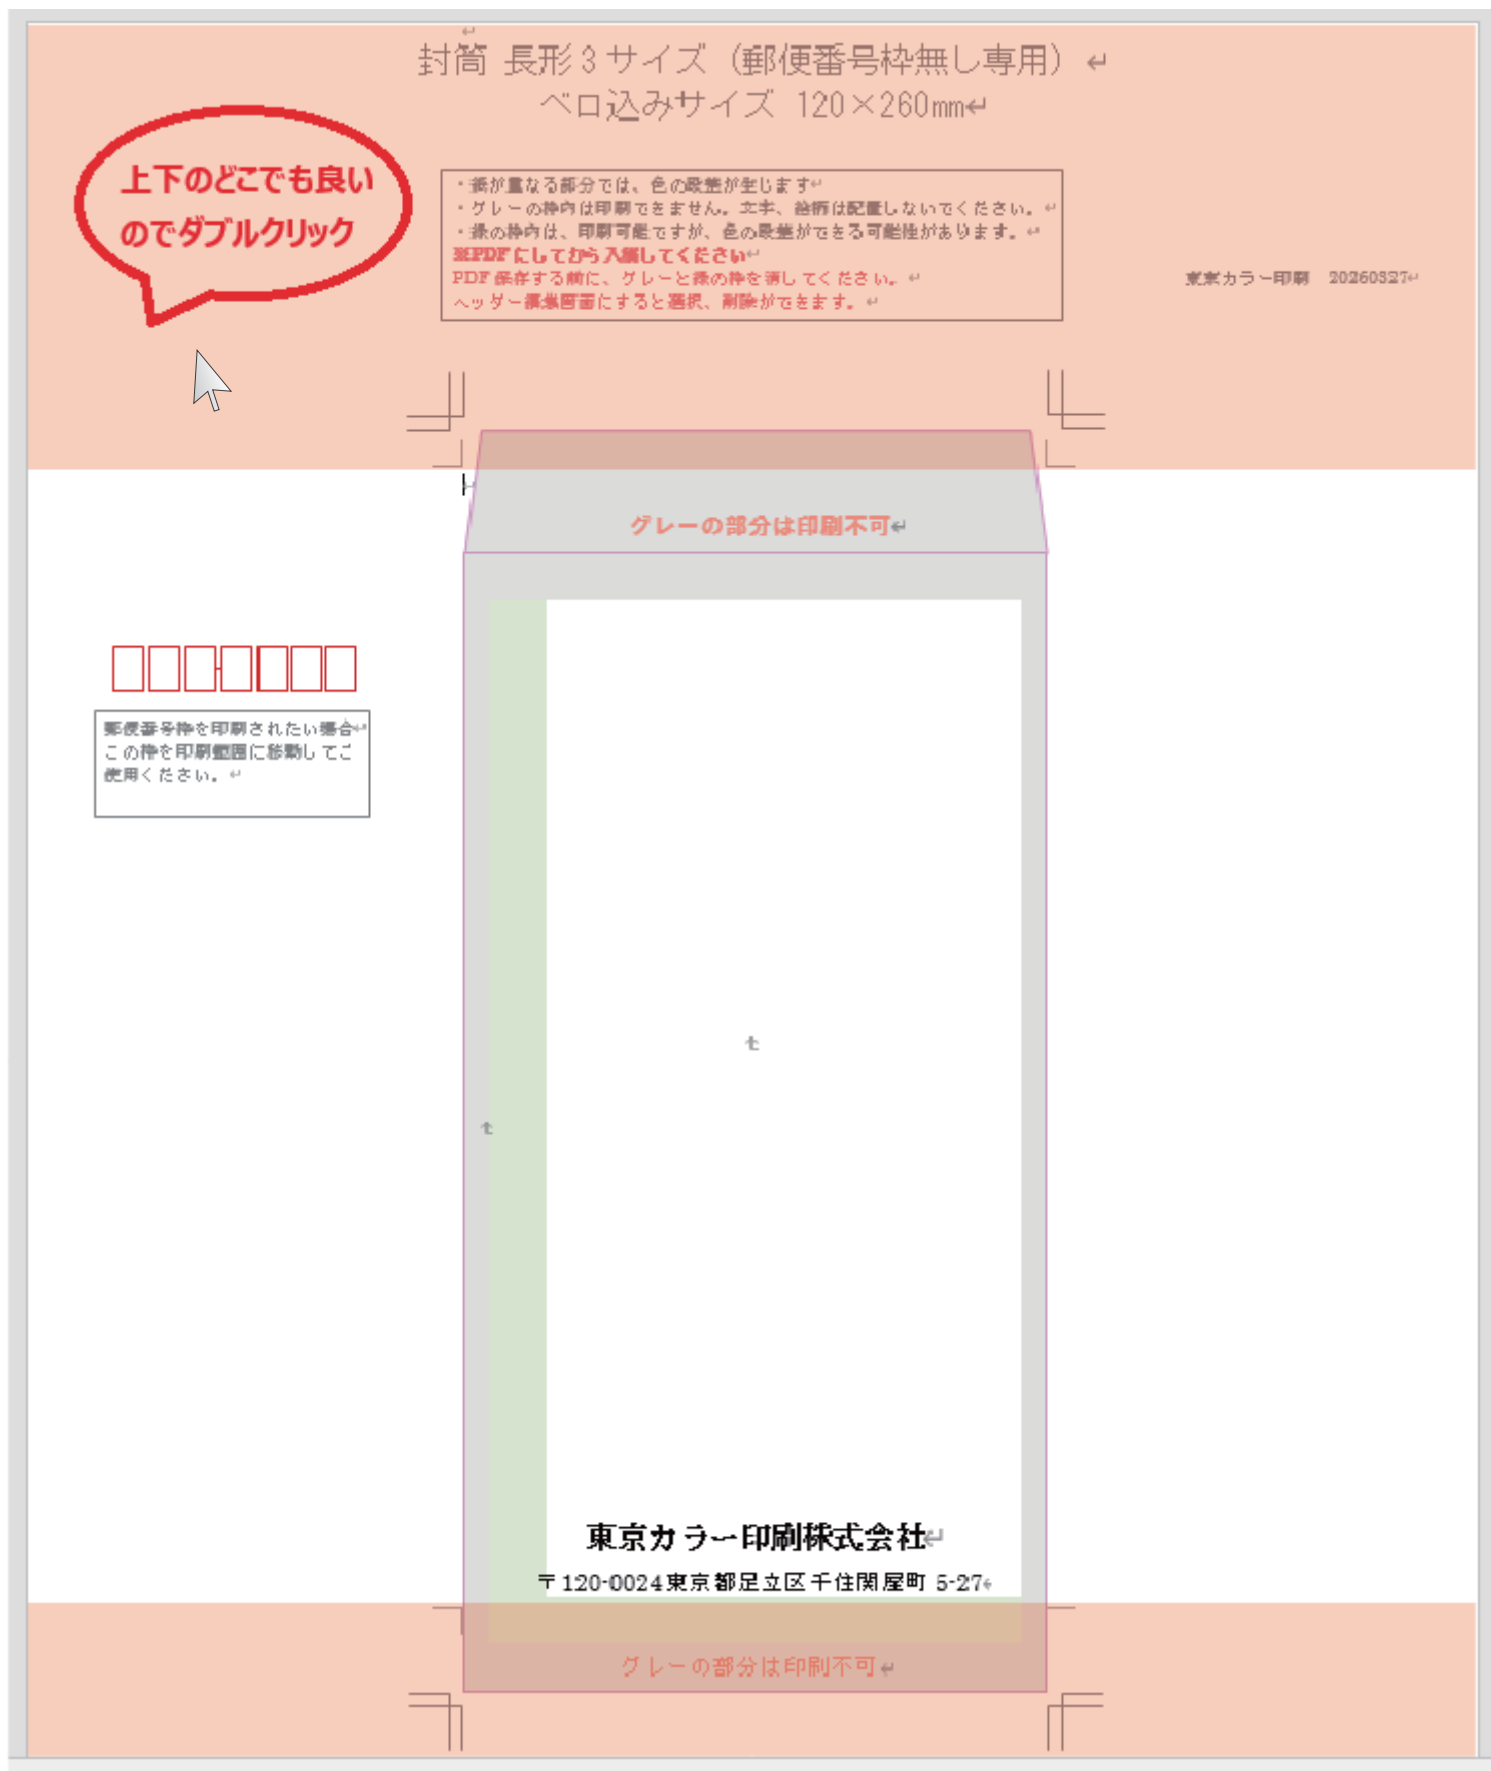 封筒 長形3サイズ（郵便番号枠無し専用）
ベロ込みサイズ 120×260mm
上下のどこでも良い
のでダブルクリック
・紙が重なる部分では、色の段差が生じます
・グレーの枠内は印刷できません。文字、絵柄は配置しないでください。
・緑の枠内は、印刷可能ですが、色の段差ができる可能性があります。
※PDFにしてから入稿してください
PDF保存する前に、グレーと緑の枠を消してください。
ヘッダー編集画面にすると選択、削除ができます。
東京カラー印刷 20260327
グレーの部分は印刷不可
郵便番号枠を印刷されたい場合
この枠を印刷範囲に移動してご
使用ください。
東京カラー印刷株式会社
〒120-0024東京都足立区千住関屋町 5-27
グレーの部分は印刷不可